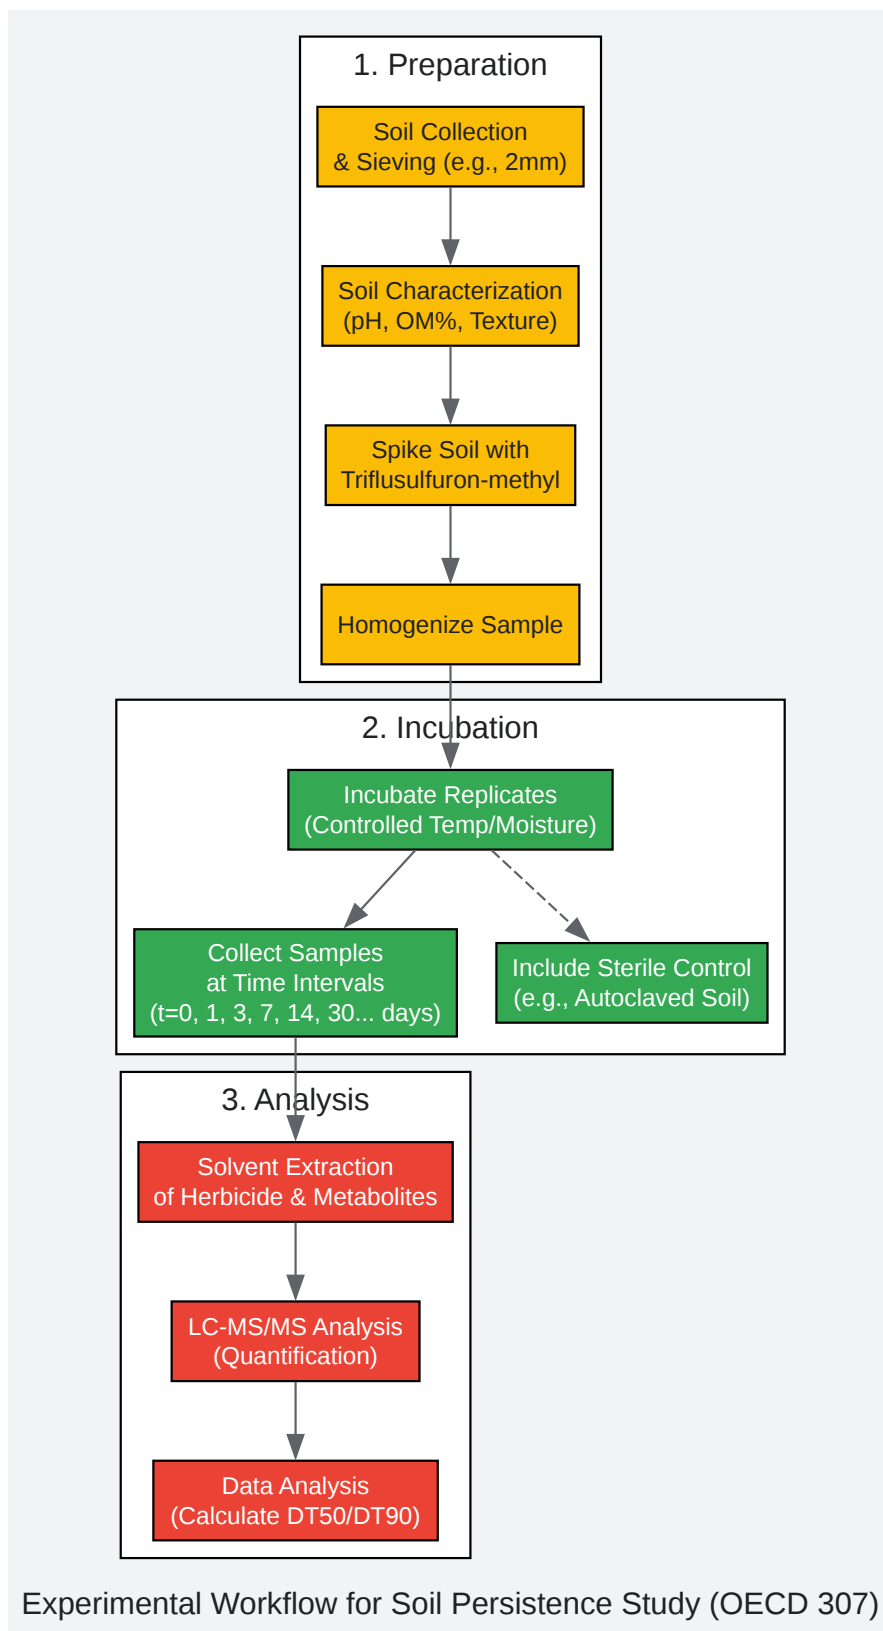 1. Preparation
Soil Collection
& Sieving (e.g., 2mm)
Soil Characterization
(pH, OM%, Texture)
Spike Soil with
Triflusulfuron-methyl
Homogenize Sample
2. Incubation
Incubate Replicates
(Controlled Temp/Moisture)
Collect Samples
at Time Intervals
(t=0, 1, 3, 7, 14, 30... days)
Include Sterile Control
(e.g., Autoclaved Soil)
3. Analysis
Solvent Extraction
of Herbicide & Metabolites
LC-MS/MS Analysis
(Quantification)
Data Analysis
(Calculate DT50/DT90)
Experimental Workflow for Soil Persistence Study (OECD 307)